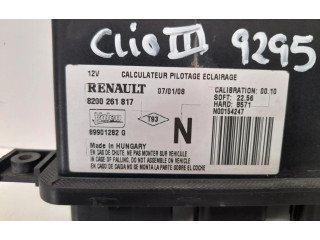 Clio III 9295
12V CALCULATEUR PILOTAGE ECLAIRAGE
RENAULT 07/01/08 CALIBRATION: 00.10
8200 261 817 SOFT: 22.56
HARD: B571
Valeo T93 N N00154247
89901282 G
Made in HUNGARY
EN CAS DE CHUTE, NE PAS MONTER SUR VEHICULE
IN CASE OF FALLING, DO NOT ASSEMBLE ON VEHICLE
EN CASO DE CAIDA NO SE MONTA LA PARTE SOMBRE EL COCHE